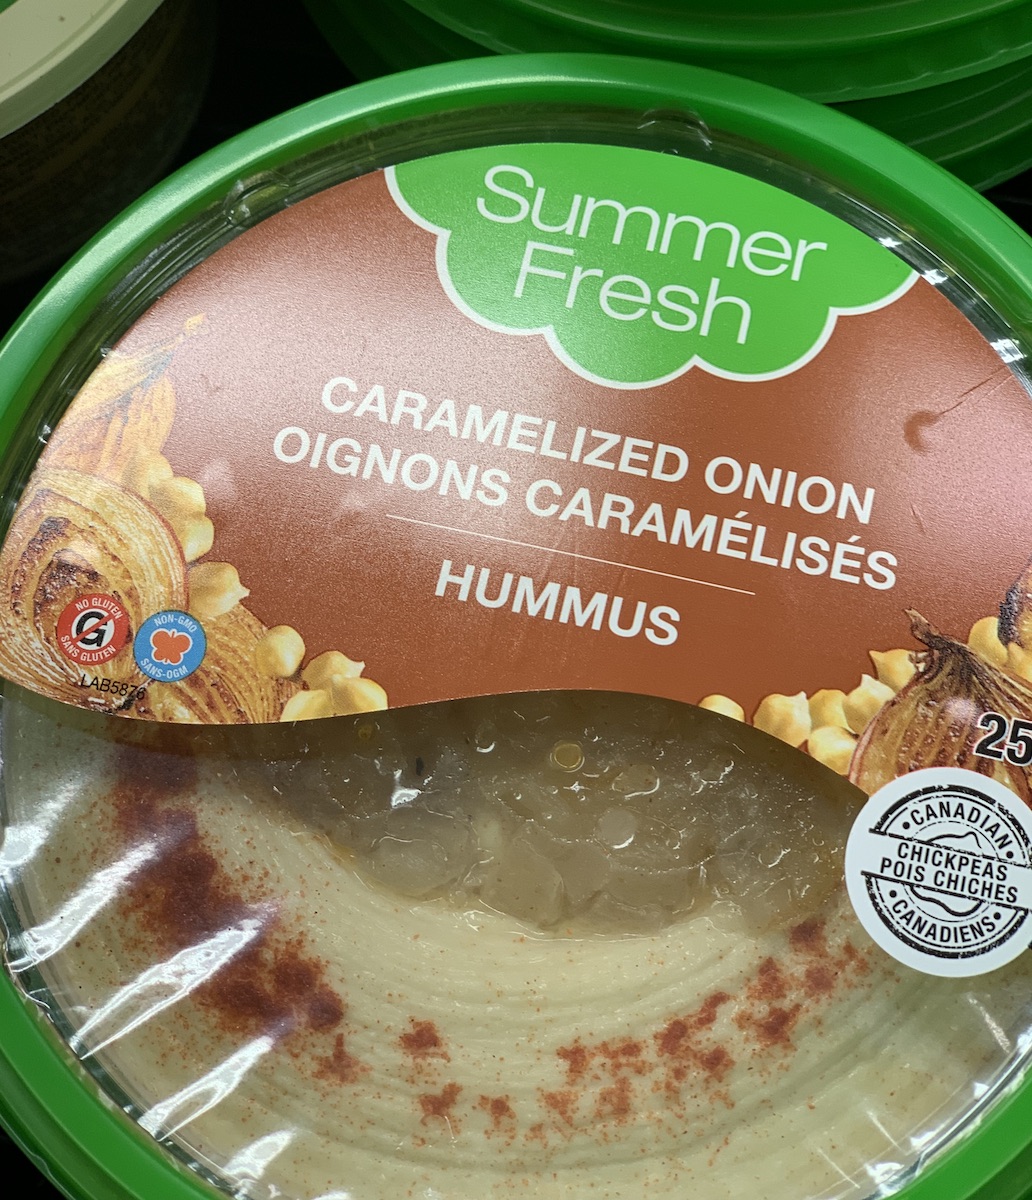 Summer
Fresh
CARAMELIZED ONION
OIGNONS CARAMÉLISÉS
HUMMUS
NO GLUTEN
G
SANS GLUTEN
NON-GMO
SANS-OGM
LAB5876
25
•CANADIAN•
CHICKPEAS
POIS CHICHES
•CANADIENS•